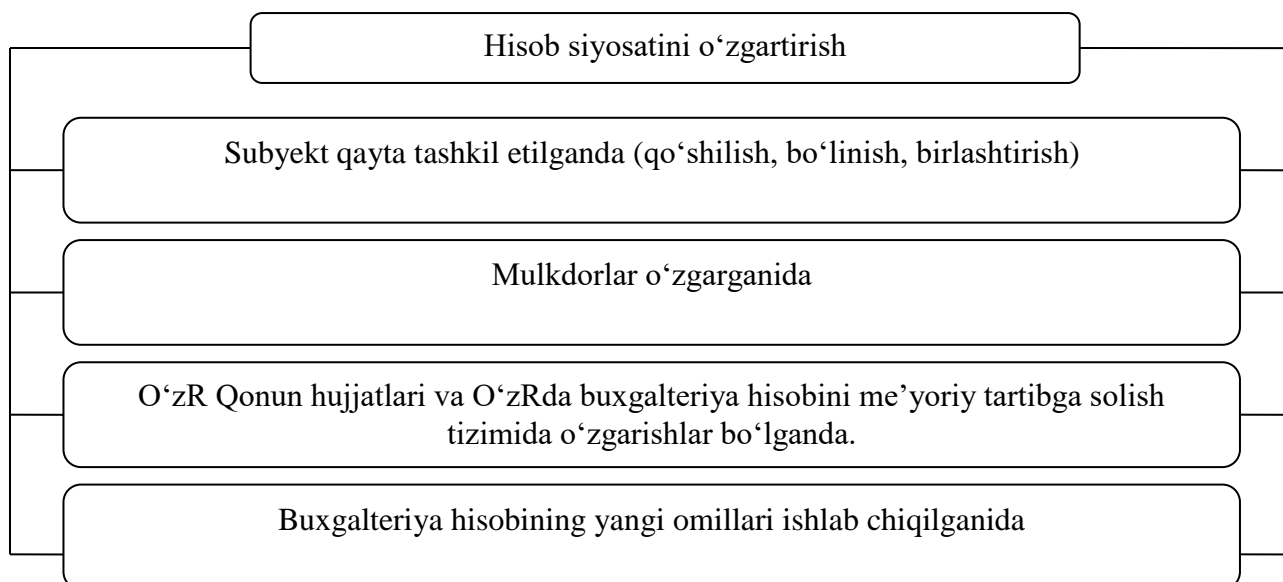 Hisob siyosatini o‘zgartirish
Subyekt qayta tashkil etilganda (qo‘shilish, bo‘linish, birlashtirish)
Mulkdorlar o‘zgarganida
O‘zR Qonun hujjatlari va O‘zRda buxgalteriya hisobini me’yoriy tartibga solish
tizimida o‘zgarishlar bo‘lganda.
Buxgalteriya hisobining yangi omillari ishlab chiqilganida